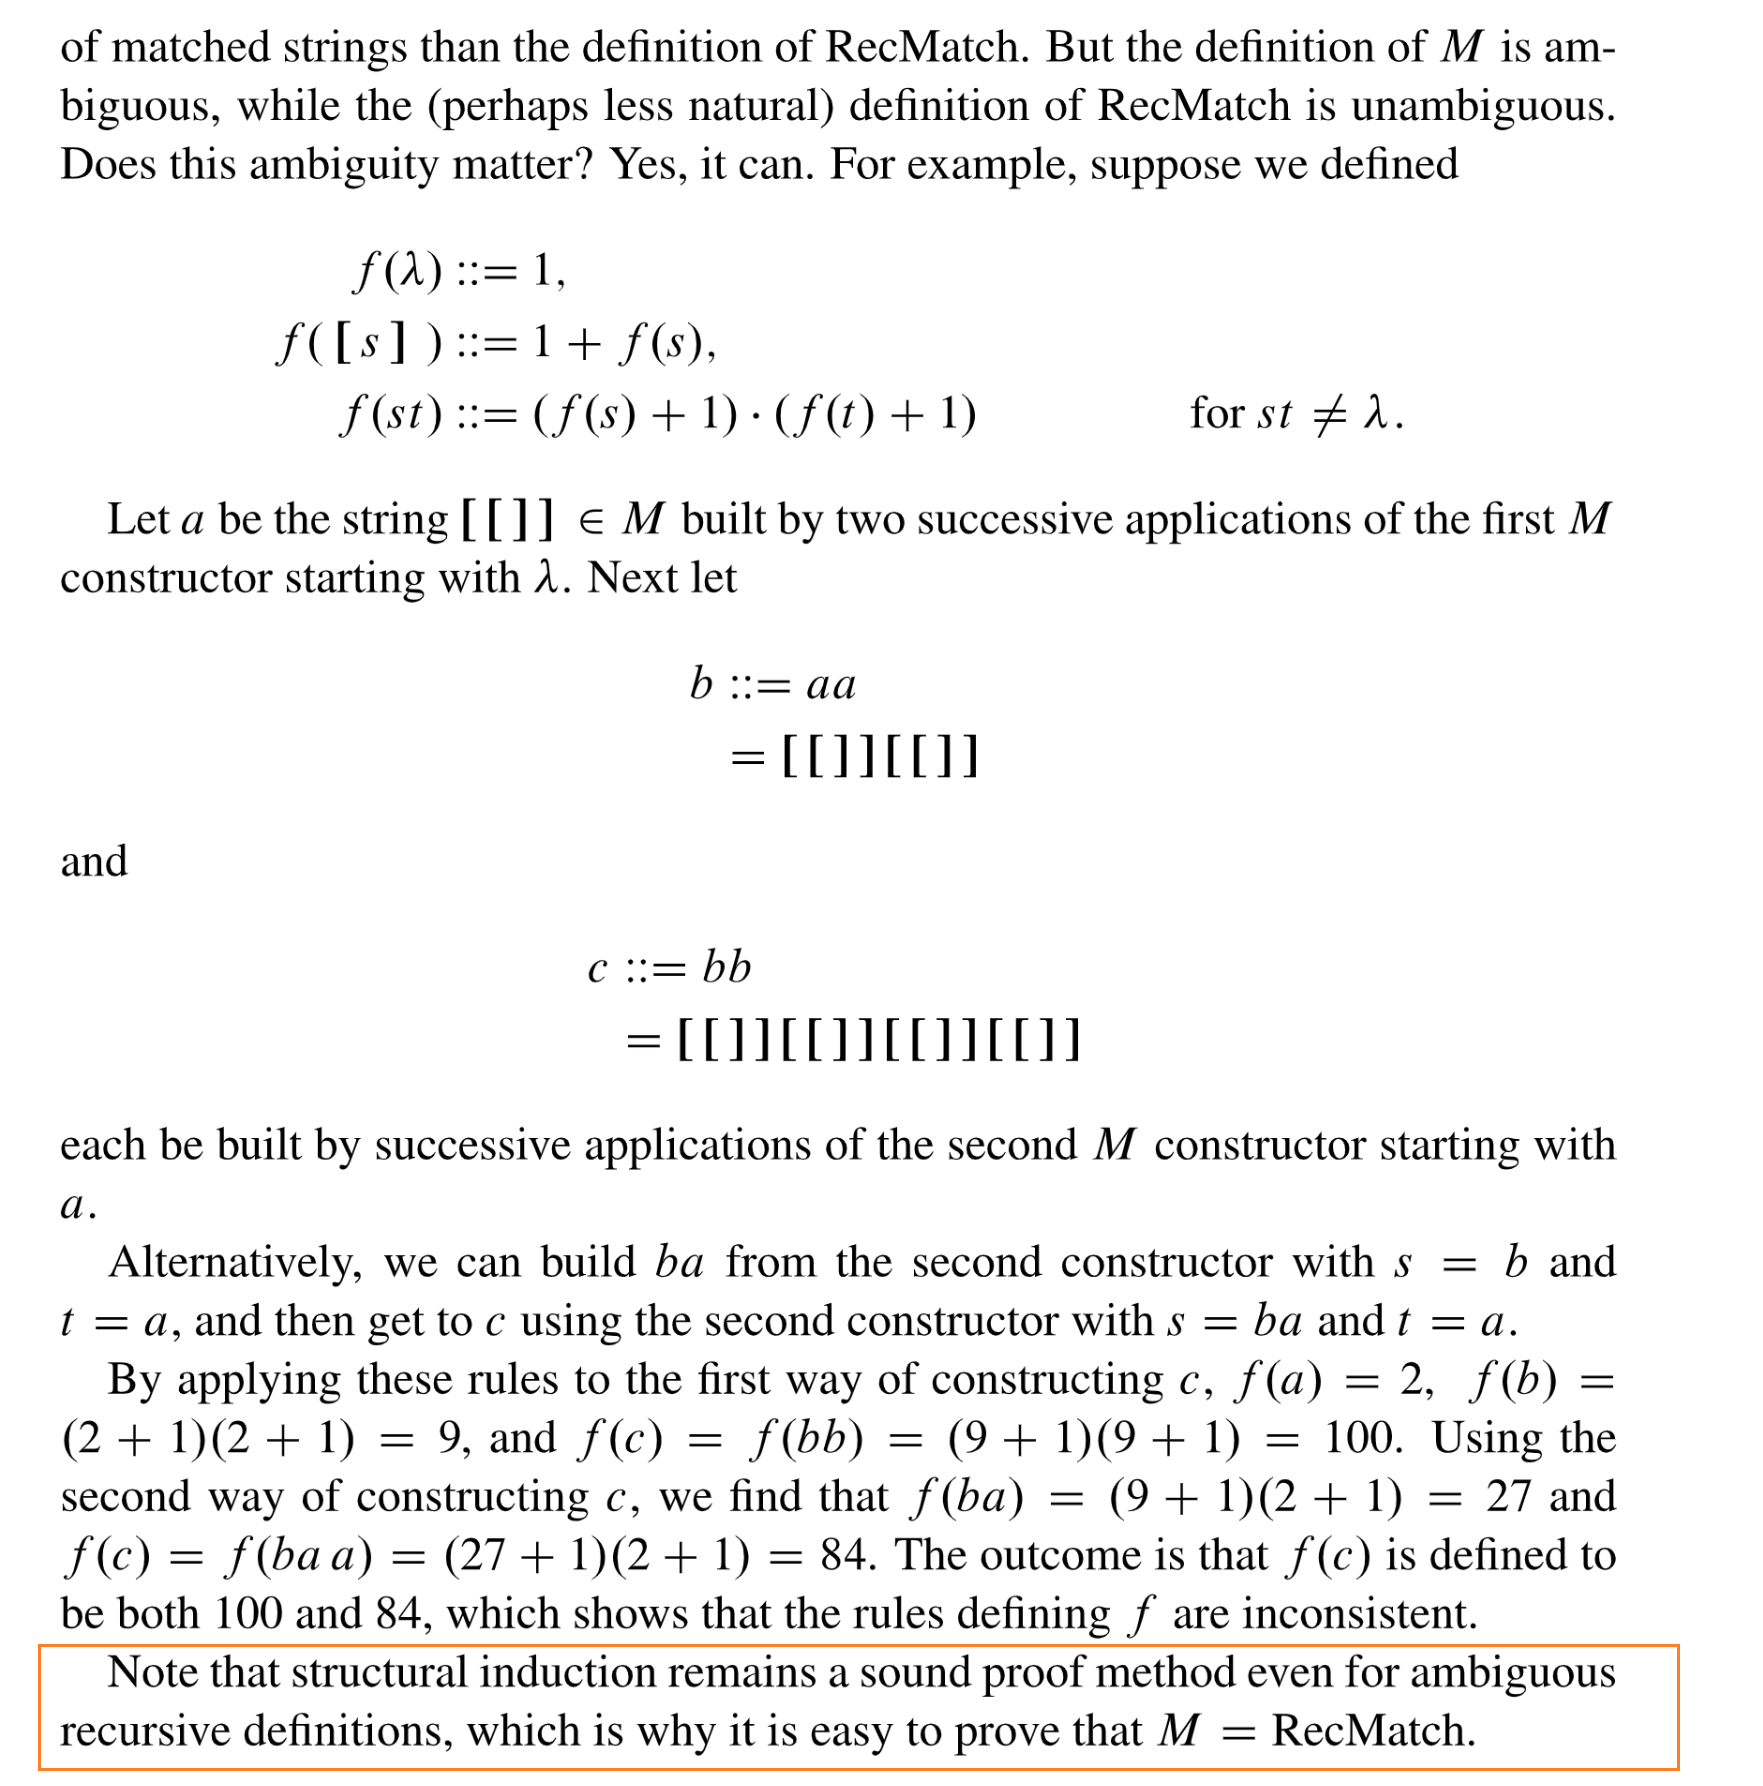 of matched strings than the definition of RecMatch. But the definition of M is am-
biguous, while the (perhaps less natural) definition of RecMatch is unambiguous.
Does this ambiguity matter? Yes, it can. For example, suppose we defined
f(λ) ::= 1,
f([s]) ::= 1 + f(s),
f(st) ::= (f(s) + 1) · (f(t) + 1) for st ≠ λ.
Let a be the string [[]] ∈ M built by two successive applications of the first M
constructor starting with λ. Next let
b ::= aa
= [[]][[]]
and
c ::= bb
= [[]][[]][[]][[]]
each be built by successive applications of the second M constructor starting with
a.
Alternatively, we can build ba from the second constructor with s = b and
t = a, and then get to c using the second constructor with s = ba and t = a.
By applying these rules to the first way of constructing c, f(a) = 2, f(b) =
(2 + 1)(2 + 1) = 9, and f(c) = f(bb) = (9 + 1)(9 + 1) = 100. Using the
second way of constructing c, we find that f(ba) = (9 + 1)(2 + 1) = 27 and
f(c) = f(ba a) = (27 + 1)(2 + 1) = 84. The outcome is that f(c) is defined to
be both 100 and 84, which shows that the rules defining f are inconsistent.
Note that structural induction remains a sound proof method even for ambiguous
recursive definitions, which is why it is easy to prove that M = RecMatch.